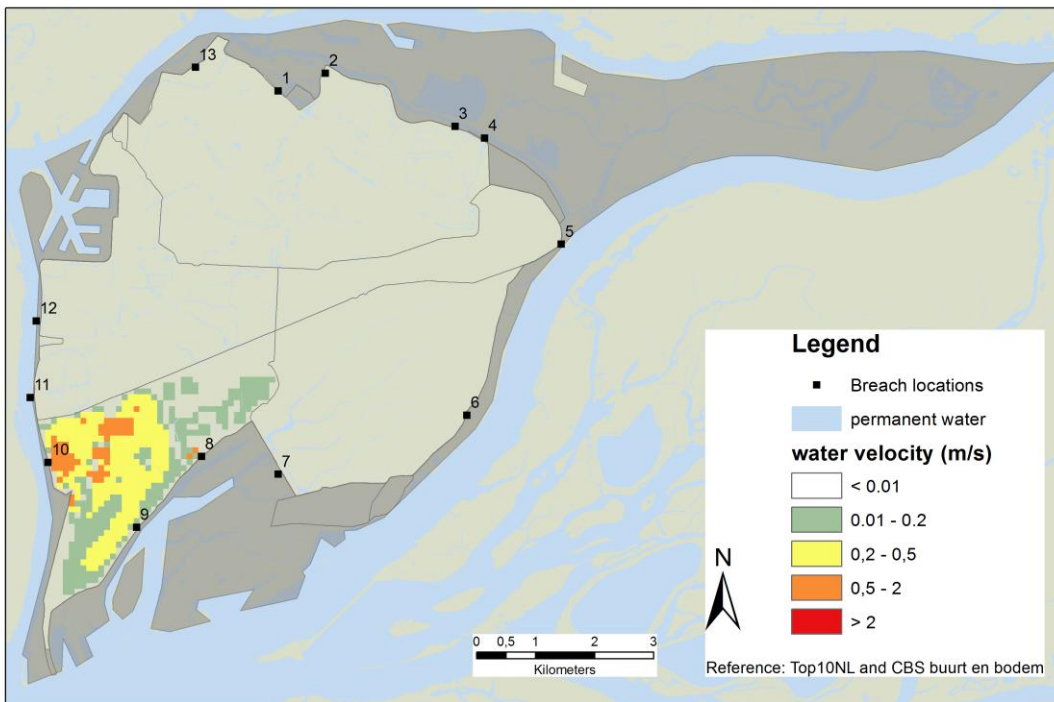 13
1
2
3
4
5
12
11
6
10
8
7
9
N
0 0,5 1 2 3
Kilometers
Legend
Breach locations
permanent water
water velocity (m/s)
< 0.01
0.01 - 0.2
0,2 - 0,5
0,5 - 2
> 2
Reference: Top10NL and CBS buurt en bodem